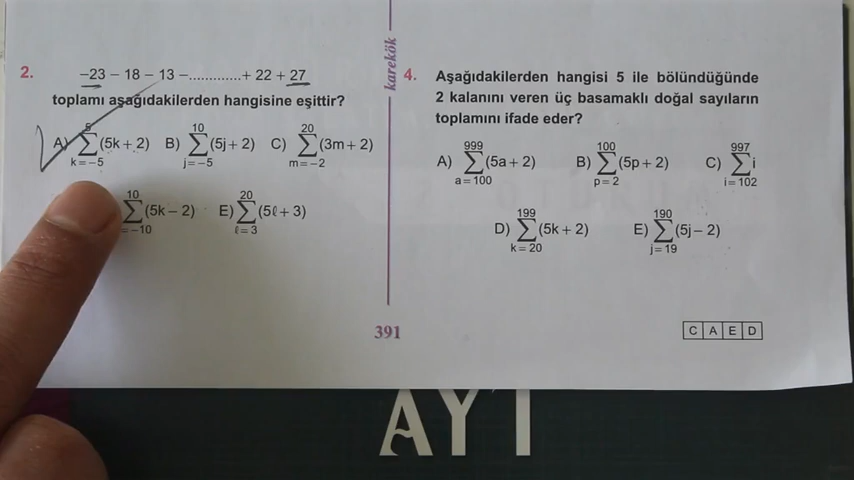 2. −23 − 18 − 13 −.............+ 22 + 27
toplamı aşağıdakilerden hangisine eşittir?
A) 5 ∑ k=−5 (5k + 2) B) 10 ∑ j=−5 (5j + 2) C) 20 ∑ m=−2 (3m + 2)
10 ∑ =−10 (5k − 2) E) 20 ∑ ℓ=3 (5ℓ + 3)
karekök
391
4. Aşağıdakilerden hangisi 5 ile bölündüğünde
2 kalanını veren üç basamaklı doğal sayıların
toplamını ifade eder?
A) 999 ∑ a=100 (5a + 2) B) 100 ∑ p=2 (5p + 2) C) 997 ∑ i=102 i
D) 199 ∑ k=20 (5k + 2) E) 190 ∑ j=19 (5j − 2)
C A E D
AYT